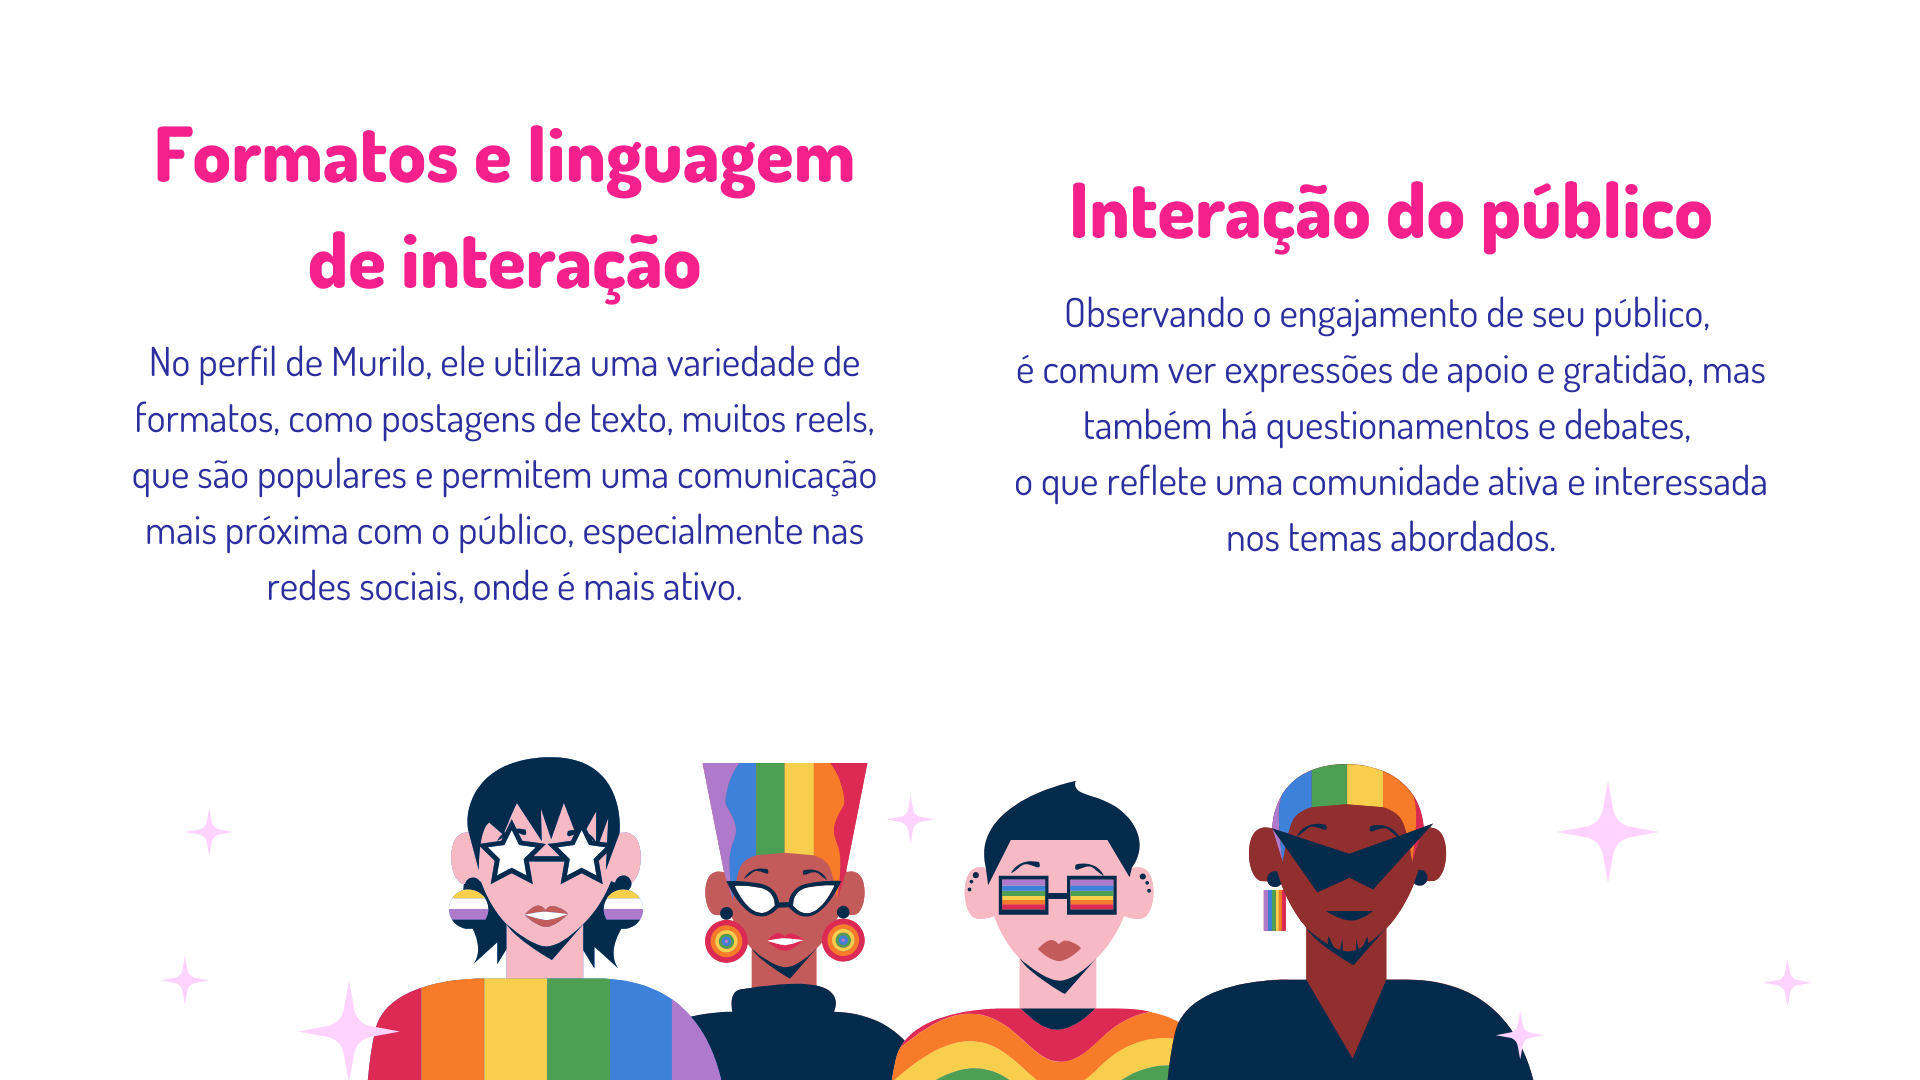 Formatos e linguagem
de interação
No perfil de Murilo, ele utiliza uma variedade de
formatos, como postagens de texto, muitos reels,
que são populares e permitem uma comunicação
mais próxima com o público, especialmente nas
redes sociais, onde é mais ativo.
Interação do público
Observando o engajamento de seu público,
é comum ver expressões de apoio e gratidão, mas
também há questionamentos e debates,
o que reflete uma comunidade ativa e interessada
nos temas abordados.